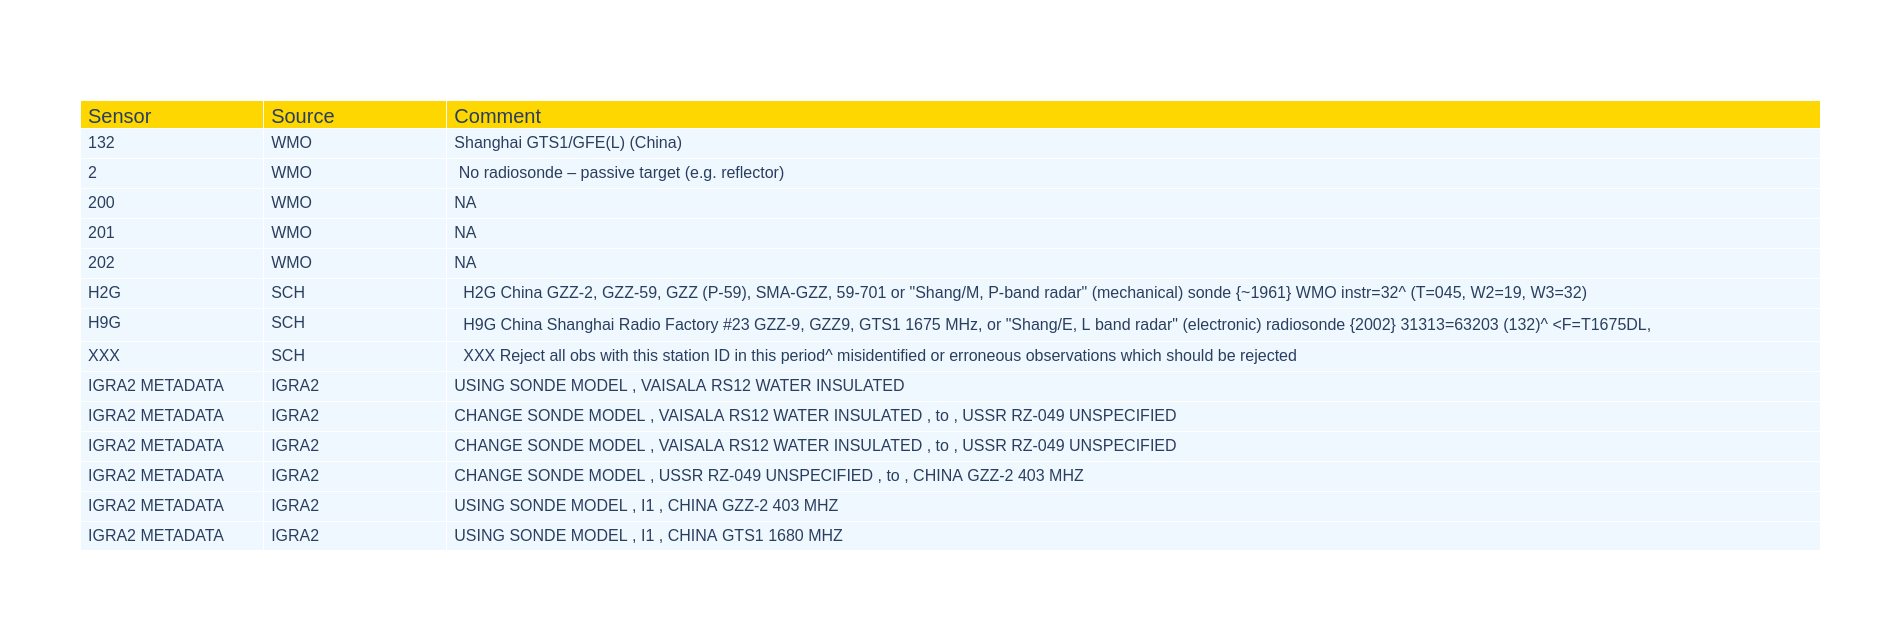 Sensor Source Comment
132 WMO Shanghai GTS1/GFE(L) (China)
2 WMO No radiosonde – passive target (e.g. reflector)
200 WMO NA
201 WMO NA
202 WMO NA
H2G SCH H2G China GZZ-2, GZZ-59, GZZ (P-59), SMA-GZZ, 59-701 or "Shang/M, P-band radar" (mechanical) sonde {~1961} WMO instr=32^ (T=045, W2=19, W3=32)
H9G SCH H9G China Shanghai Radio Factory #23 GZZ-9, GZZ9, GTS1 1675 MHz, or "Shang/E, L band radar" (electronic) radiosonde {2002} 31313=63203 (132)^ <F=T1675DL,
XXX SCH XXX Reject all obs with this station ID in this period^ misidentified or erroneous observations which should be rejected
IGRA2 METADATA IGRA2 USING SONDE MODEL , VAISALA RS12 WATER INSULATED
IGRA2 METADATA IGRA2 CHANGE SONDE MODEL , VAISALA RS12 WATER INSULATED , to , USSR RZ-049 UNSPECIFIED
IGRA2 METADATA IGRA2 CHANGE SONDE MODEL , VAISALA RS12 WATER INSULATED , to , USSR RZ-049 UNSPECIFIED
IGRA2 METADATA IGRA2 CHANGE SONDE MODEL , USSR RZ-049 UNSPECIFIED , to , CHINA GZZ-2 403 MHZ
IGRA2 METADATA IGRA2 USING SONDE MODEL , I1 , CHINA GZZ-2 403 MHZ
IGRA2 METADATA IGRA2 USING SONDE MODEL , I1 , CHINA GTS1 1680 MHZ